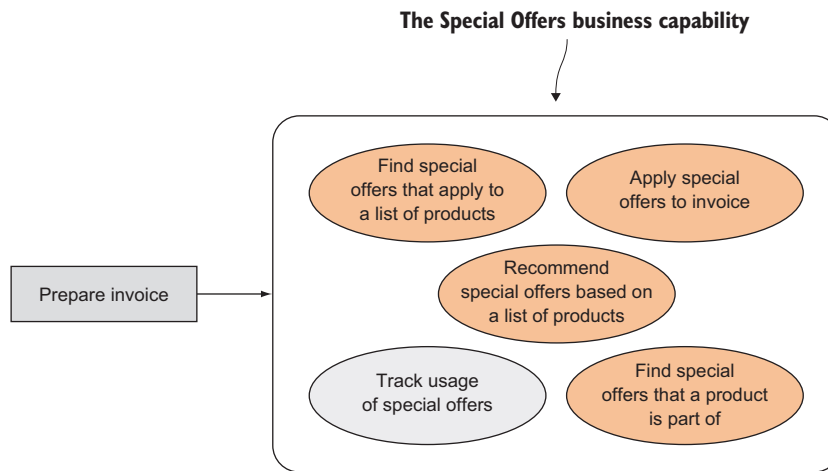 The Special Offers business capability
Find special
offers that apply to
a list of products
Apply special
offers to invoice
Recommend
special offers based on
a list of products
Prepare invoice
Track usage
of special offers
Find special
offers that a product
is part of